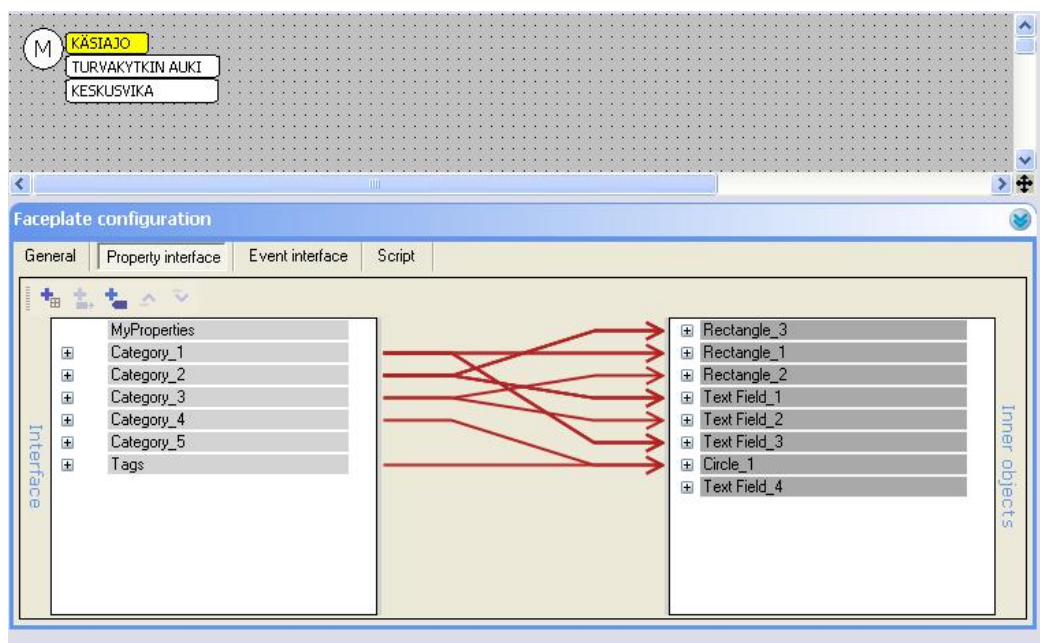 M
KÄSIAJO
TURVAKYTKIN AUKI
KESKUSVIKA
Faceplate configuration
General Property interface Event interface Script
Interface
MyProperties
Category_1
Category_2
Category_3
Category_4
Category_5
Tags
Rectangle_3
Rectangle_1
Rectangle_2
Text Field_1
Text Field_2
Text Field_3
Circle_1
Text Field_4
Inner objects